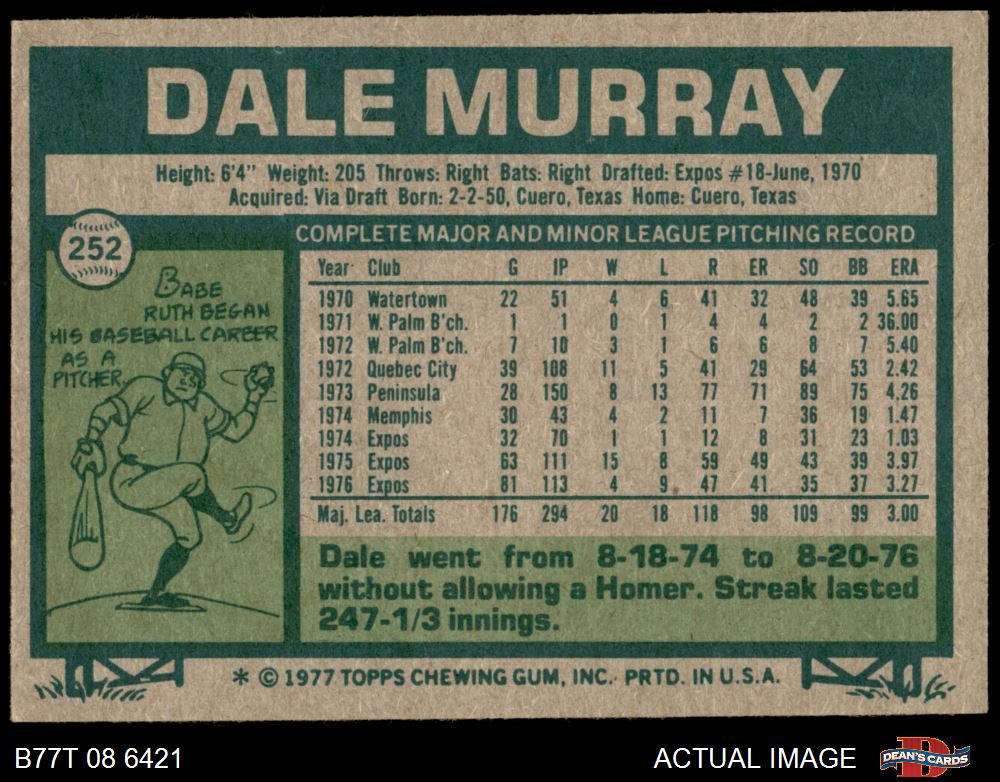 DALE MURRAY
Height: 6'4" Weight: 205 Throws: Right Bats: Right Drafted: Expos #18-June, 1970
Acquired: Via Draft Born: 2-2-50, Cuero, Texas Home: Cuero, Texas
252
BABE
RUTH BEGAN
HIS BASEBALL CAREER
AS A
PITCHER
COMPLETE MAJOR AND MINOR LEAGUE PITCHING RECORD
Year Club G IP W L R ER SO BB ERA
1970 Watertown 22 51 4 6 41 32 48 39 5.65
1971 W. Palm B'ch. 1 1 0 1 4 4 2 2 36.00
1972 W. Palm B'ch. 7 10 3 1 6 6 8 7 5.40
1972 Quebec City 39 108 11 5 41 29 64 53 2.42
1973 Peninsula 28 150 8 13 77 71 89 75 4.26
1974 Memphis 30 43 4 2 11 7 36 19 1.47
1974 Expos 32 70 1 1 12 8 31 23 1.03
1975 Expos 63 111 15 8 59 49 43 39 3.97
1976 Expos 81 113 4 9 47 41 35 37 3.27
Maj. Lea. Totals 176 294 20 18 118 98 109 99 3.00
Dale went from 8-18-74 to 8-20-76
without allowing a Homer. Streak lasted
247-1/3 innings.
* © 1977 TOPPS CHEWING GUM, INC. PRTD. IN U.S.A.
B77T 08 6421
ACTUAL IMAGE
DEAN'S CARDS